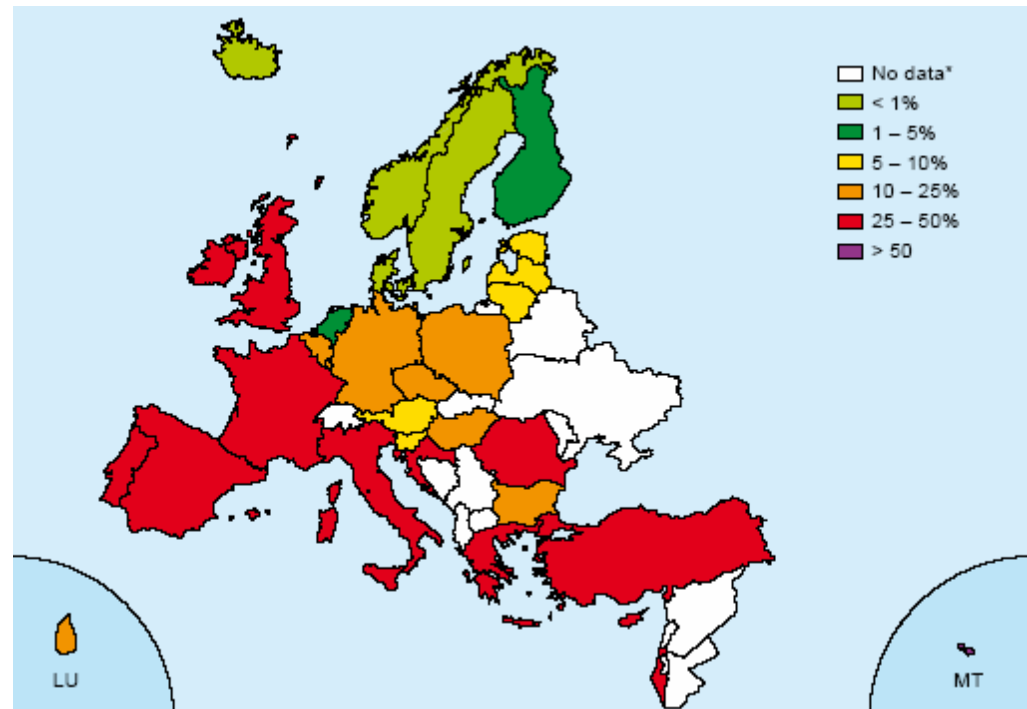 No data*
< 1%
1 – 5%
5 – 10%
10 – 25%
25 – 50%
> 50
LU
MT